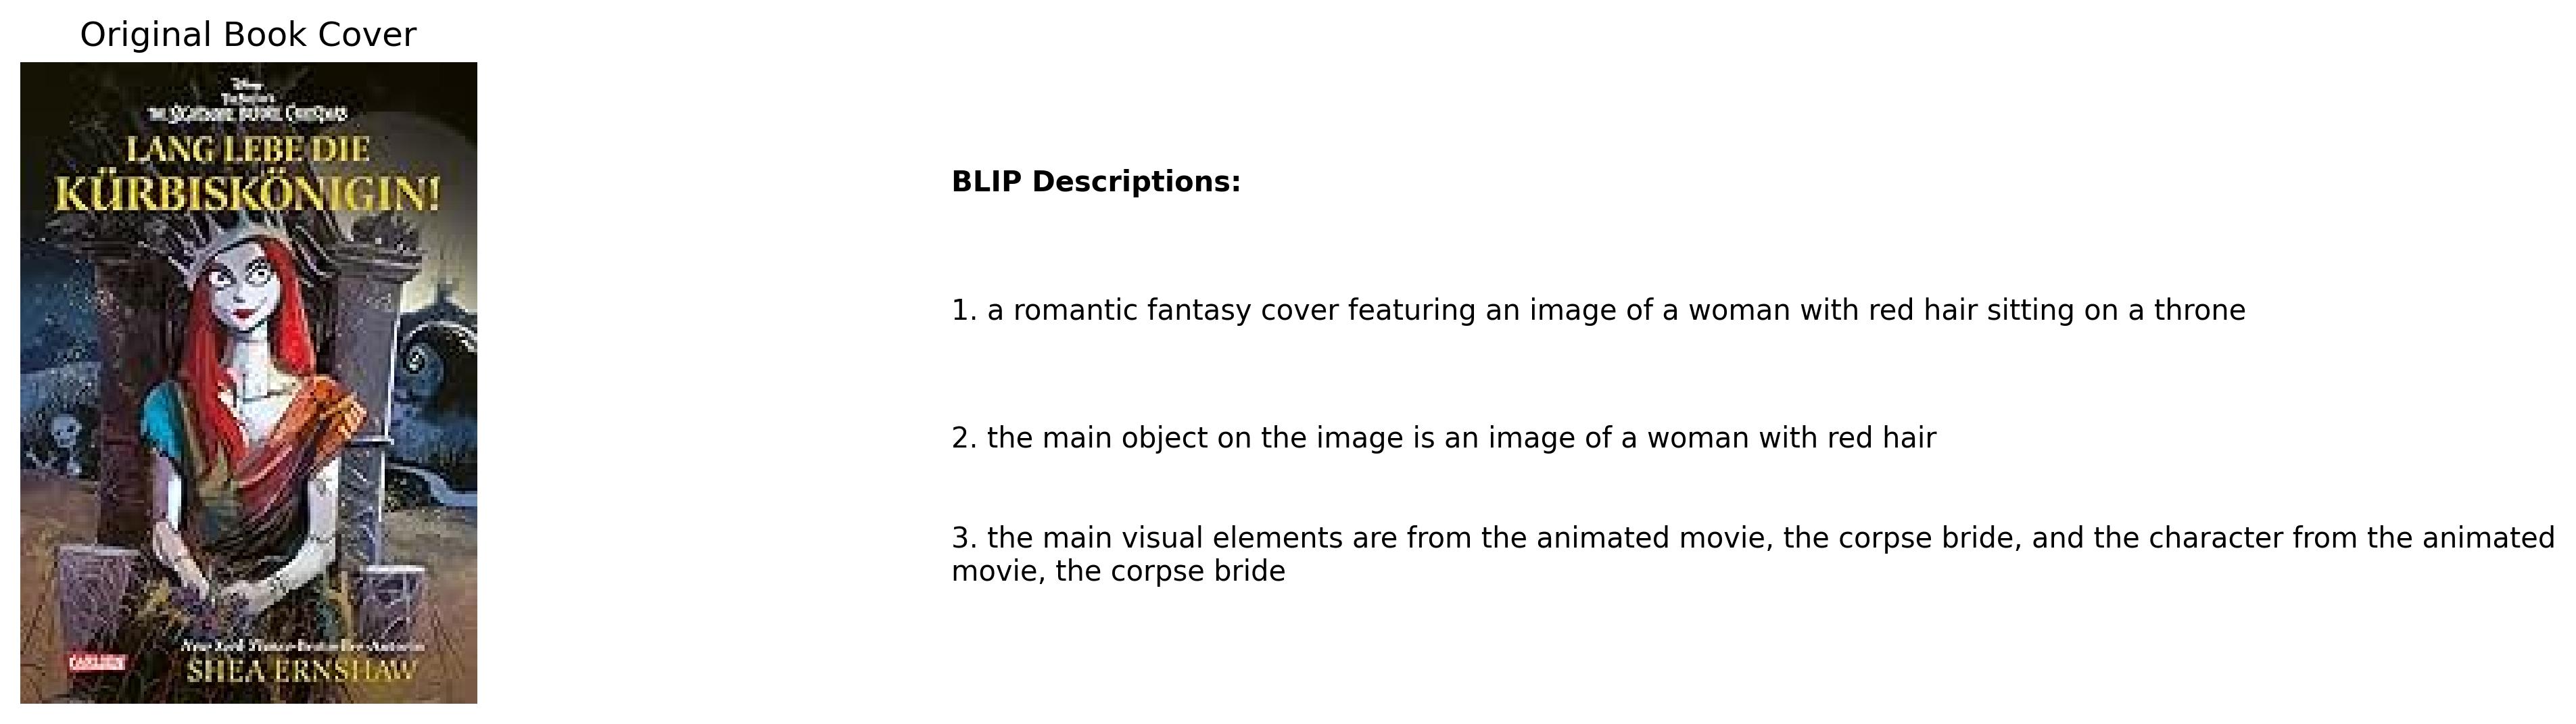 Original Book Cover
Disney
Tim Burton's
THE NIGHTMARE BEFORE CHRISTMAS
LANG LEBE DIE
KÜRBISKÖNIGIN!
New York Times-Bestseller-Autorin
CARLSEN
SHEA ERNSHAW
BLIP Descriptions:
1. a romantic fantasy cover featuring an image of a woman with red hair sitting on a throne
2. the main object on the image is an image of a woman with red hair
3. the main visual elements are from the animated movie, the corpse bride, and the character from the animated
movie, the corpse bride